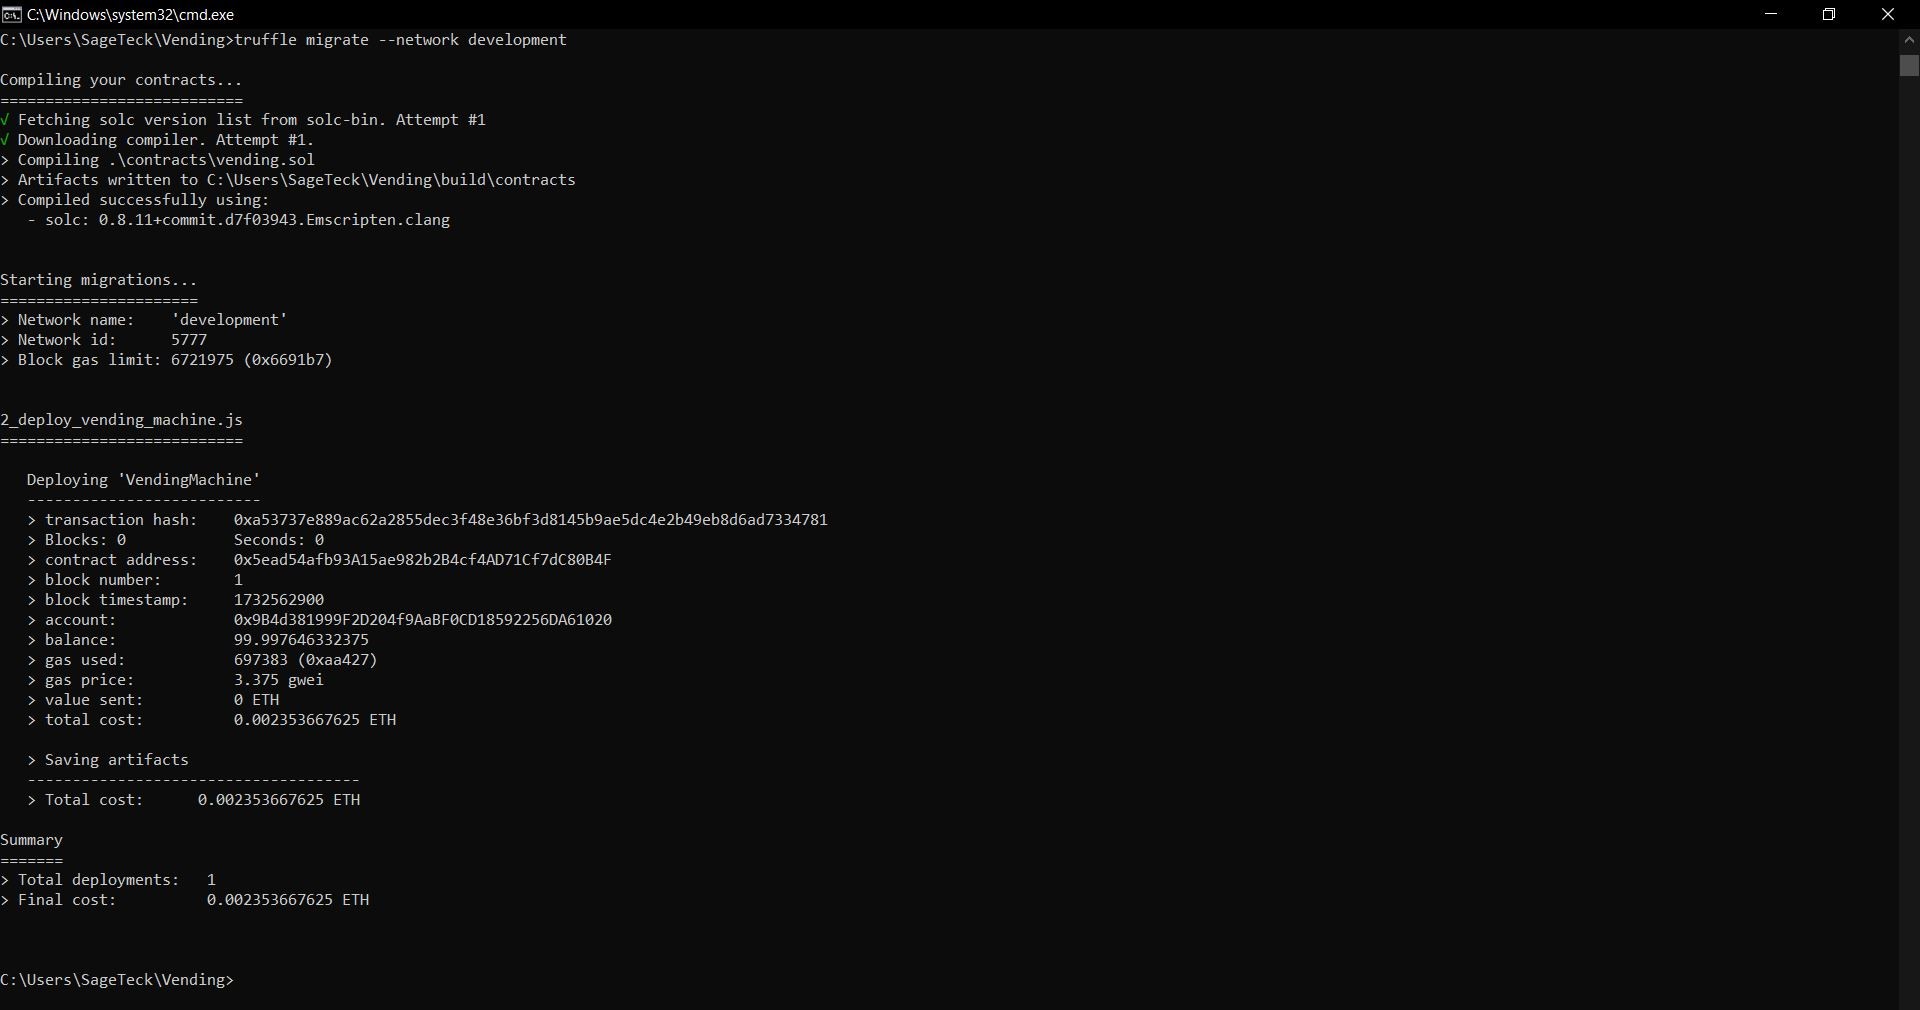 C:\Windows\system32\cmd.exe
C:\Users\SageTeck\Vending>truffle migrate --network development
Compiling your contracts...
===========================
√ Fetching solc version list from solc-bin. Attempt #1
√ Downloading compiler. Attempt #1.
> Compiling .\contracts\vending.sol
> Artifacts written to C:\Users\SageTeck\Vending\build\contracts
> Compiled successfully using:
   - solc: 0.8.11+commit.d7f03943.Emscripten.clang
Starting migrations...
======================
> Network name:    'development'
> Network id:      5777
> Block gas limit: 6721975 (0x6691b7)
2_deploy_vending_machine.js
===========================
   Deploying 'VendingMachine'
   --------------------------
   > transaction hash:    0xa53737e889ac62a2855dec3f48e36bf3d8145b9ae5dc4e2b49eb8d6ad7334781
   > Blocks: 0            Seconds: 0
   > contract address:    0x5ead54afb93A15ae982b2B4cf4AD71Cf7dC80B4F
   > block number:        1
   > block timestamp:     1732562900
   > account:             0x9B4d381999F2D204f9AaBF0CD18592256DA61020
   > balance:             99.997646332375
   > gas used:            697383 (0xaa427)
   > gas price:           3.375 gwei
   > value sent:          0 ETH
   > total cost:          0.002353667625 ETH
   > Saving artifacts
   -------------------------------------
   > Total cost:      0.002353667625 ETH
Summary
=======
> Total deployments:   1
> Final cost:          0.002353667625 ETH
C:\Users\SageTeck\Vending>